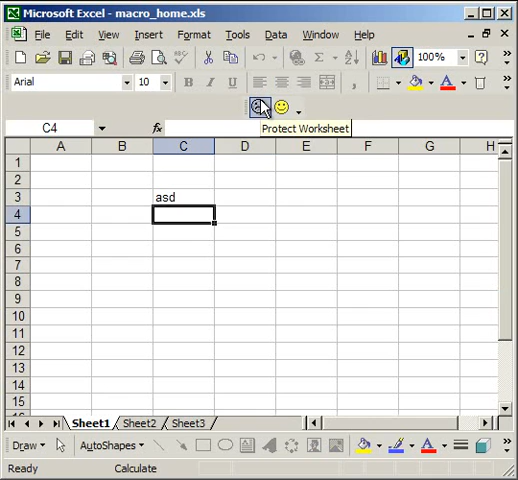 Microsoft Excel - macro_home.xls
File Edit View Insert Format Tools Data Window Help
Σ 100%
Arial 10 B I U A
Protect Worksheet
C4 fx
A B C D E F G H
1
2
3 asd
4
5
6
7
8
9
10
11
12
13
14
15
16
Sheet1 Sheet2 Sheet3
Draw AutoShapes A A
Ready Calculate